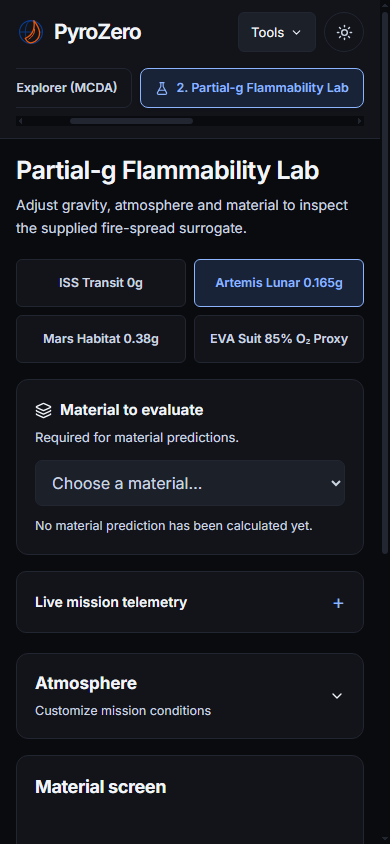 PyroZero
Tools
Explorer (MCDA)
2. Partial-g Flammability Lab
Partial-g Flammability Lab
Adjust gravity, atmosphere and material to inspect
the supplied fire-spread surrogate.
ISS Transit 0g
Artemis Lunar 0.165g
Mars Habitat 0.38g
EVA Suit 85% O₂ Proxy
Material to evaluate
Required for material predictions.
Choose a material...
No material prediction has been calculated yet.
Live mission telemetry
+
Atmosphere
Customize mission conditions
Material screen